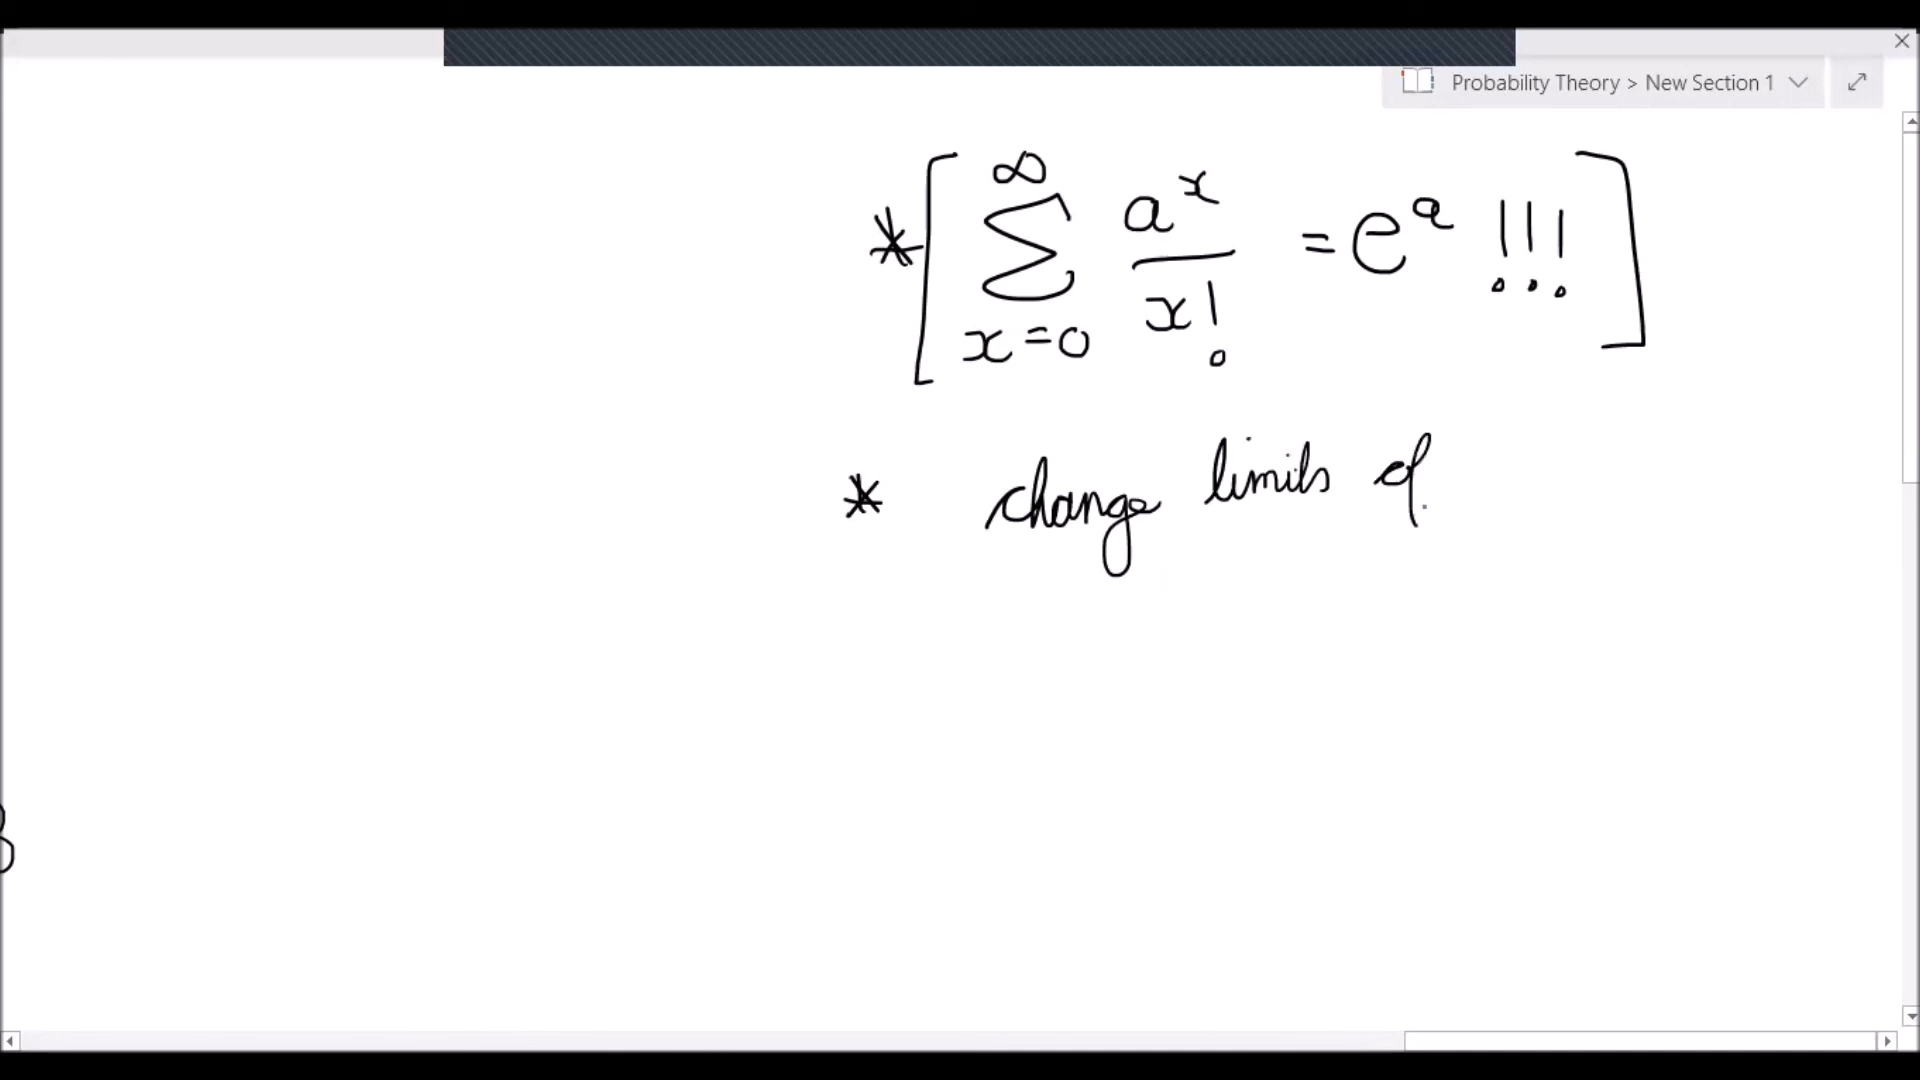 Probability Theory > New Section 1
* [ ∞ ∑ x=0 a^x / x! = e^a !!! ]
* change limits of